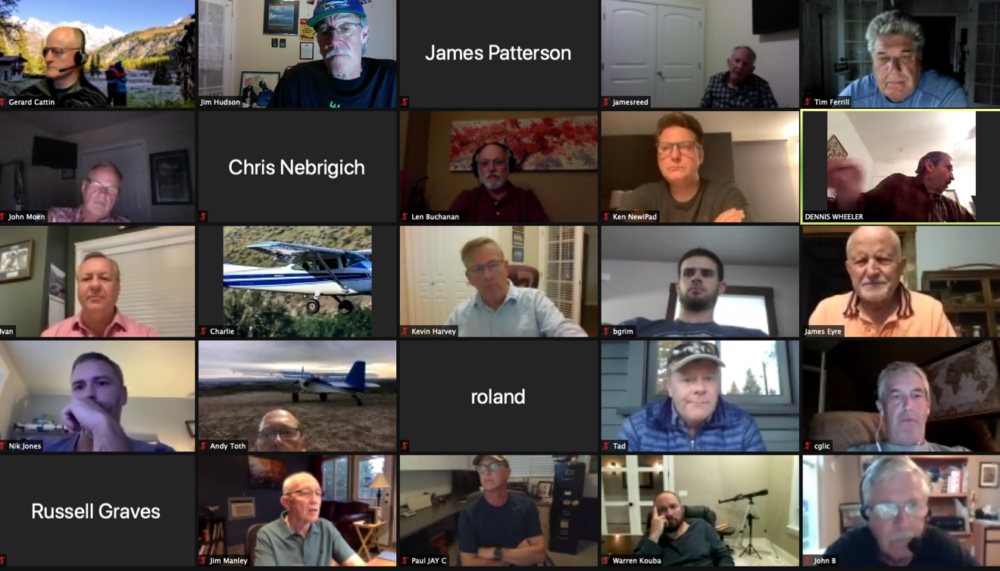 Gerard Cattin
Jim Hudson
James Patterson
Jamesreed
Tim Ferrill
John Moen
Chris Nebrigich
Len Buchanan
Ken NewiPad
DENNIS WHEELER
Ivan
Charlie
Kevin Harvey
bgrim
James Eyre
Nik Jones
Andy Toth
roland
Tad
cglic
Russell Graves
Jim Manley
Paul JAY C
Warren Kouba
John B